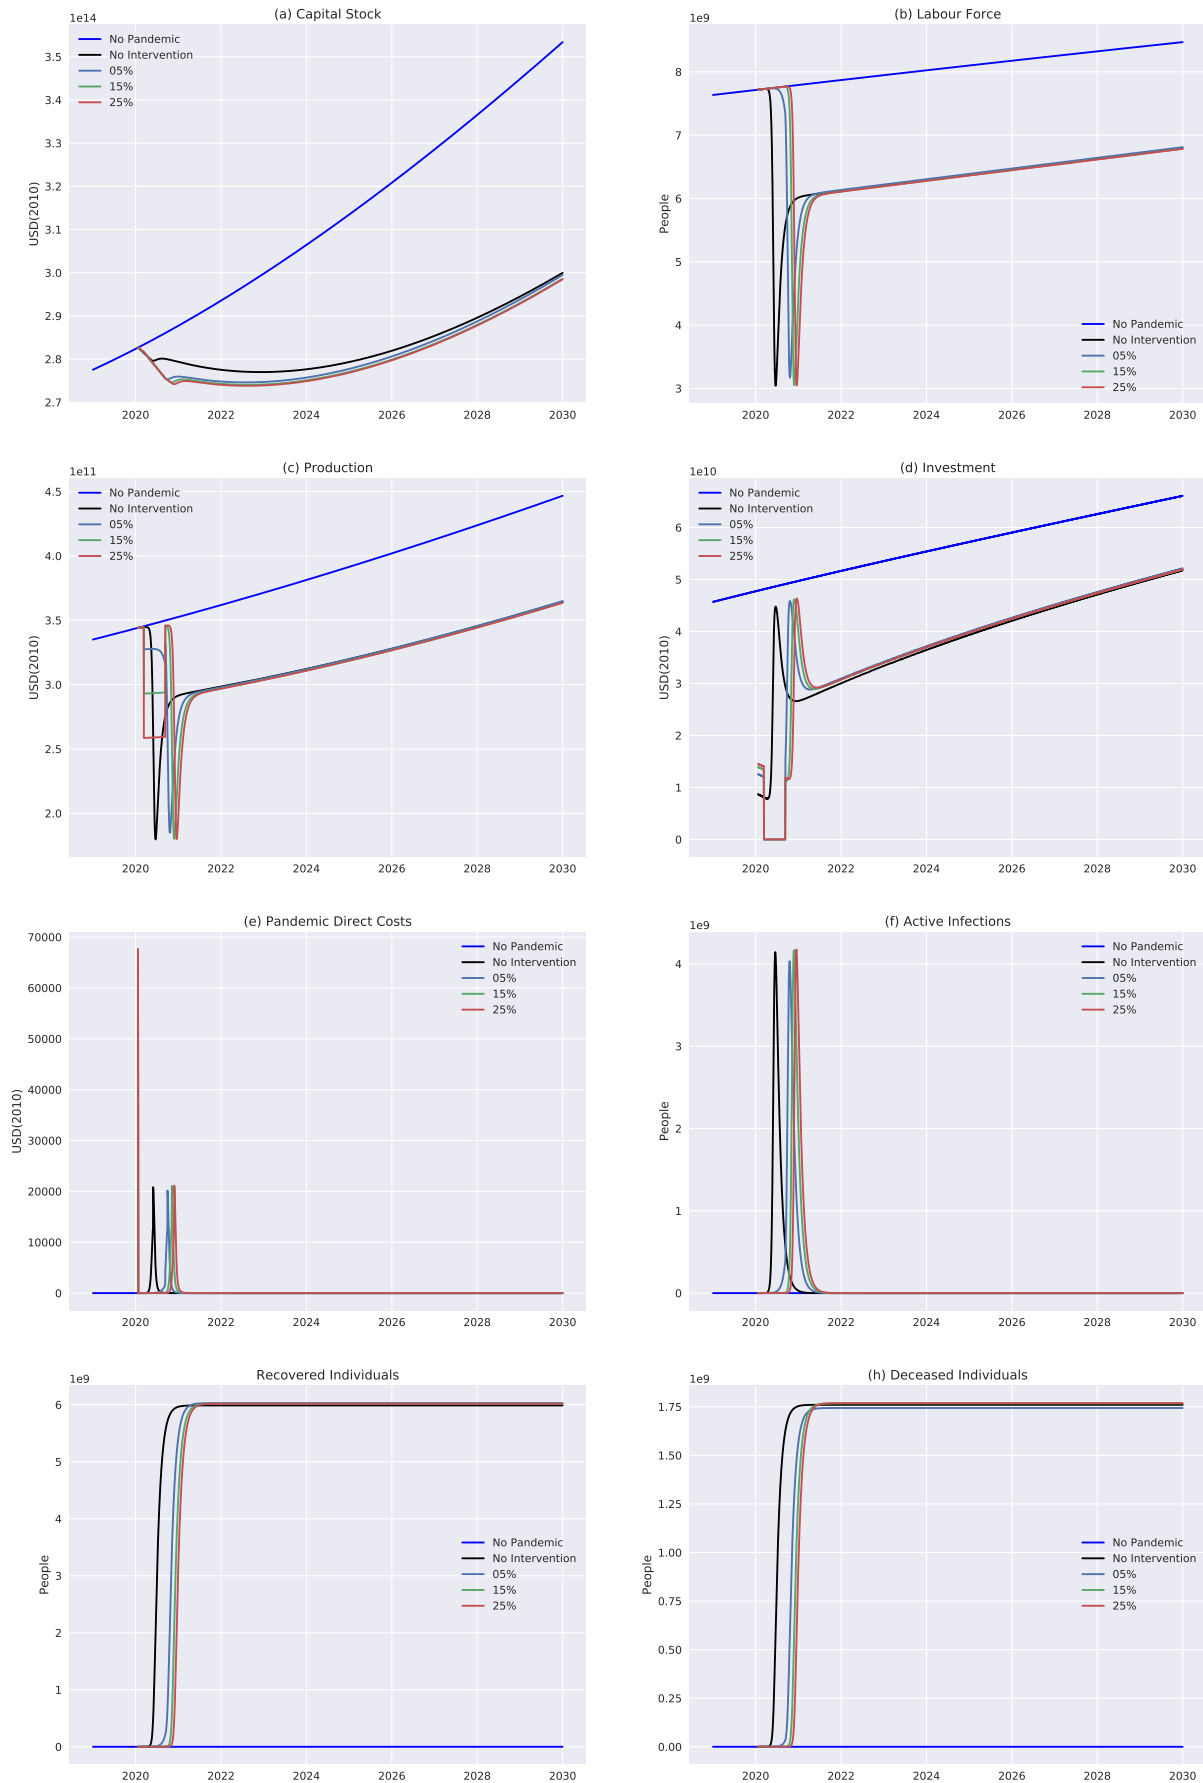 (a) Capital Stock
1e14
USD(2010)
3.5
3.4
3.3
3.2
3.1
3.0
2.9
2.8
2.7
2020 2022 2024 2026 2028 2030
No Pandemic
No Intervention
05%
15%
25%
(b) Labour Force
1e9
People
8
7
6
5
4
3
2020 2022 2024 2026 2028 2030
No Pandemic
No Intervention
05%
15%
25%
(c) Production
1e11
USD(2010)
4.5
4.0
3.5
3.0
2.5
2.0
2020 2022 2024 2026 2028 2030
No Pandemic
No Intervention
05%
15%
25%
(d) Investment
1e10
USD(2010)
6
5
4
3
2
1
0
2020 2022 2024 2026 2028 2030
No Pandemic
No Intervention
05%
15%
25%
(e) Pandemic Direct Costs
USD(2010)
70000
60000
50000
40000
30000
20000
10000
0
2020 2022 2024 2026 2028 2030
No Pandemic
No Intervention
05%
15%
25%
(f) Active Infections
1e9
People
4
3
2
1
0
2020 2022 2024 2026 2028 2030
No Pandemic
No Intervention
05%
15%
25%
Recovered Individuals
1e9
People
6
5
4
3
2
1
0
2020 2022 2024 2026 2028 2030
No Pandemic
No Intervention
05%
15%
25%
(h) Deceased Individuals
1e9
People
1.75
1.50
1.25
1.00
0.75
0.50
0.25
0.00
2020 2022 2024 2026 2028 2030
No Pandemic
No Intervention
05%
15%
25%